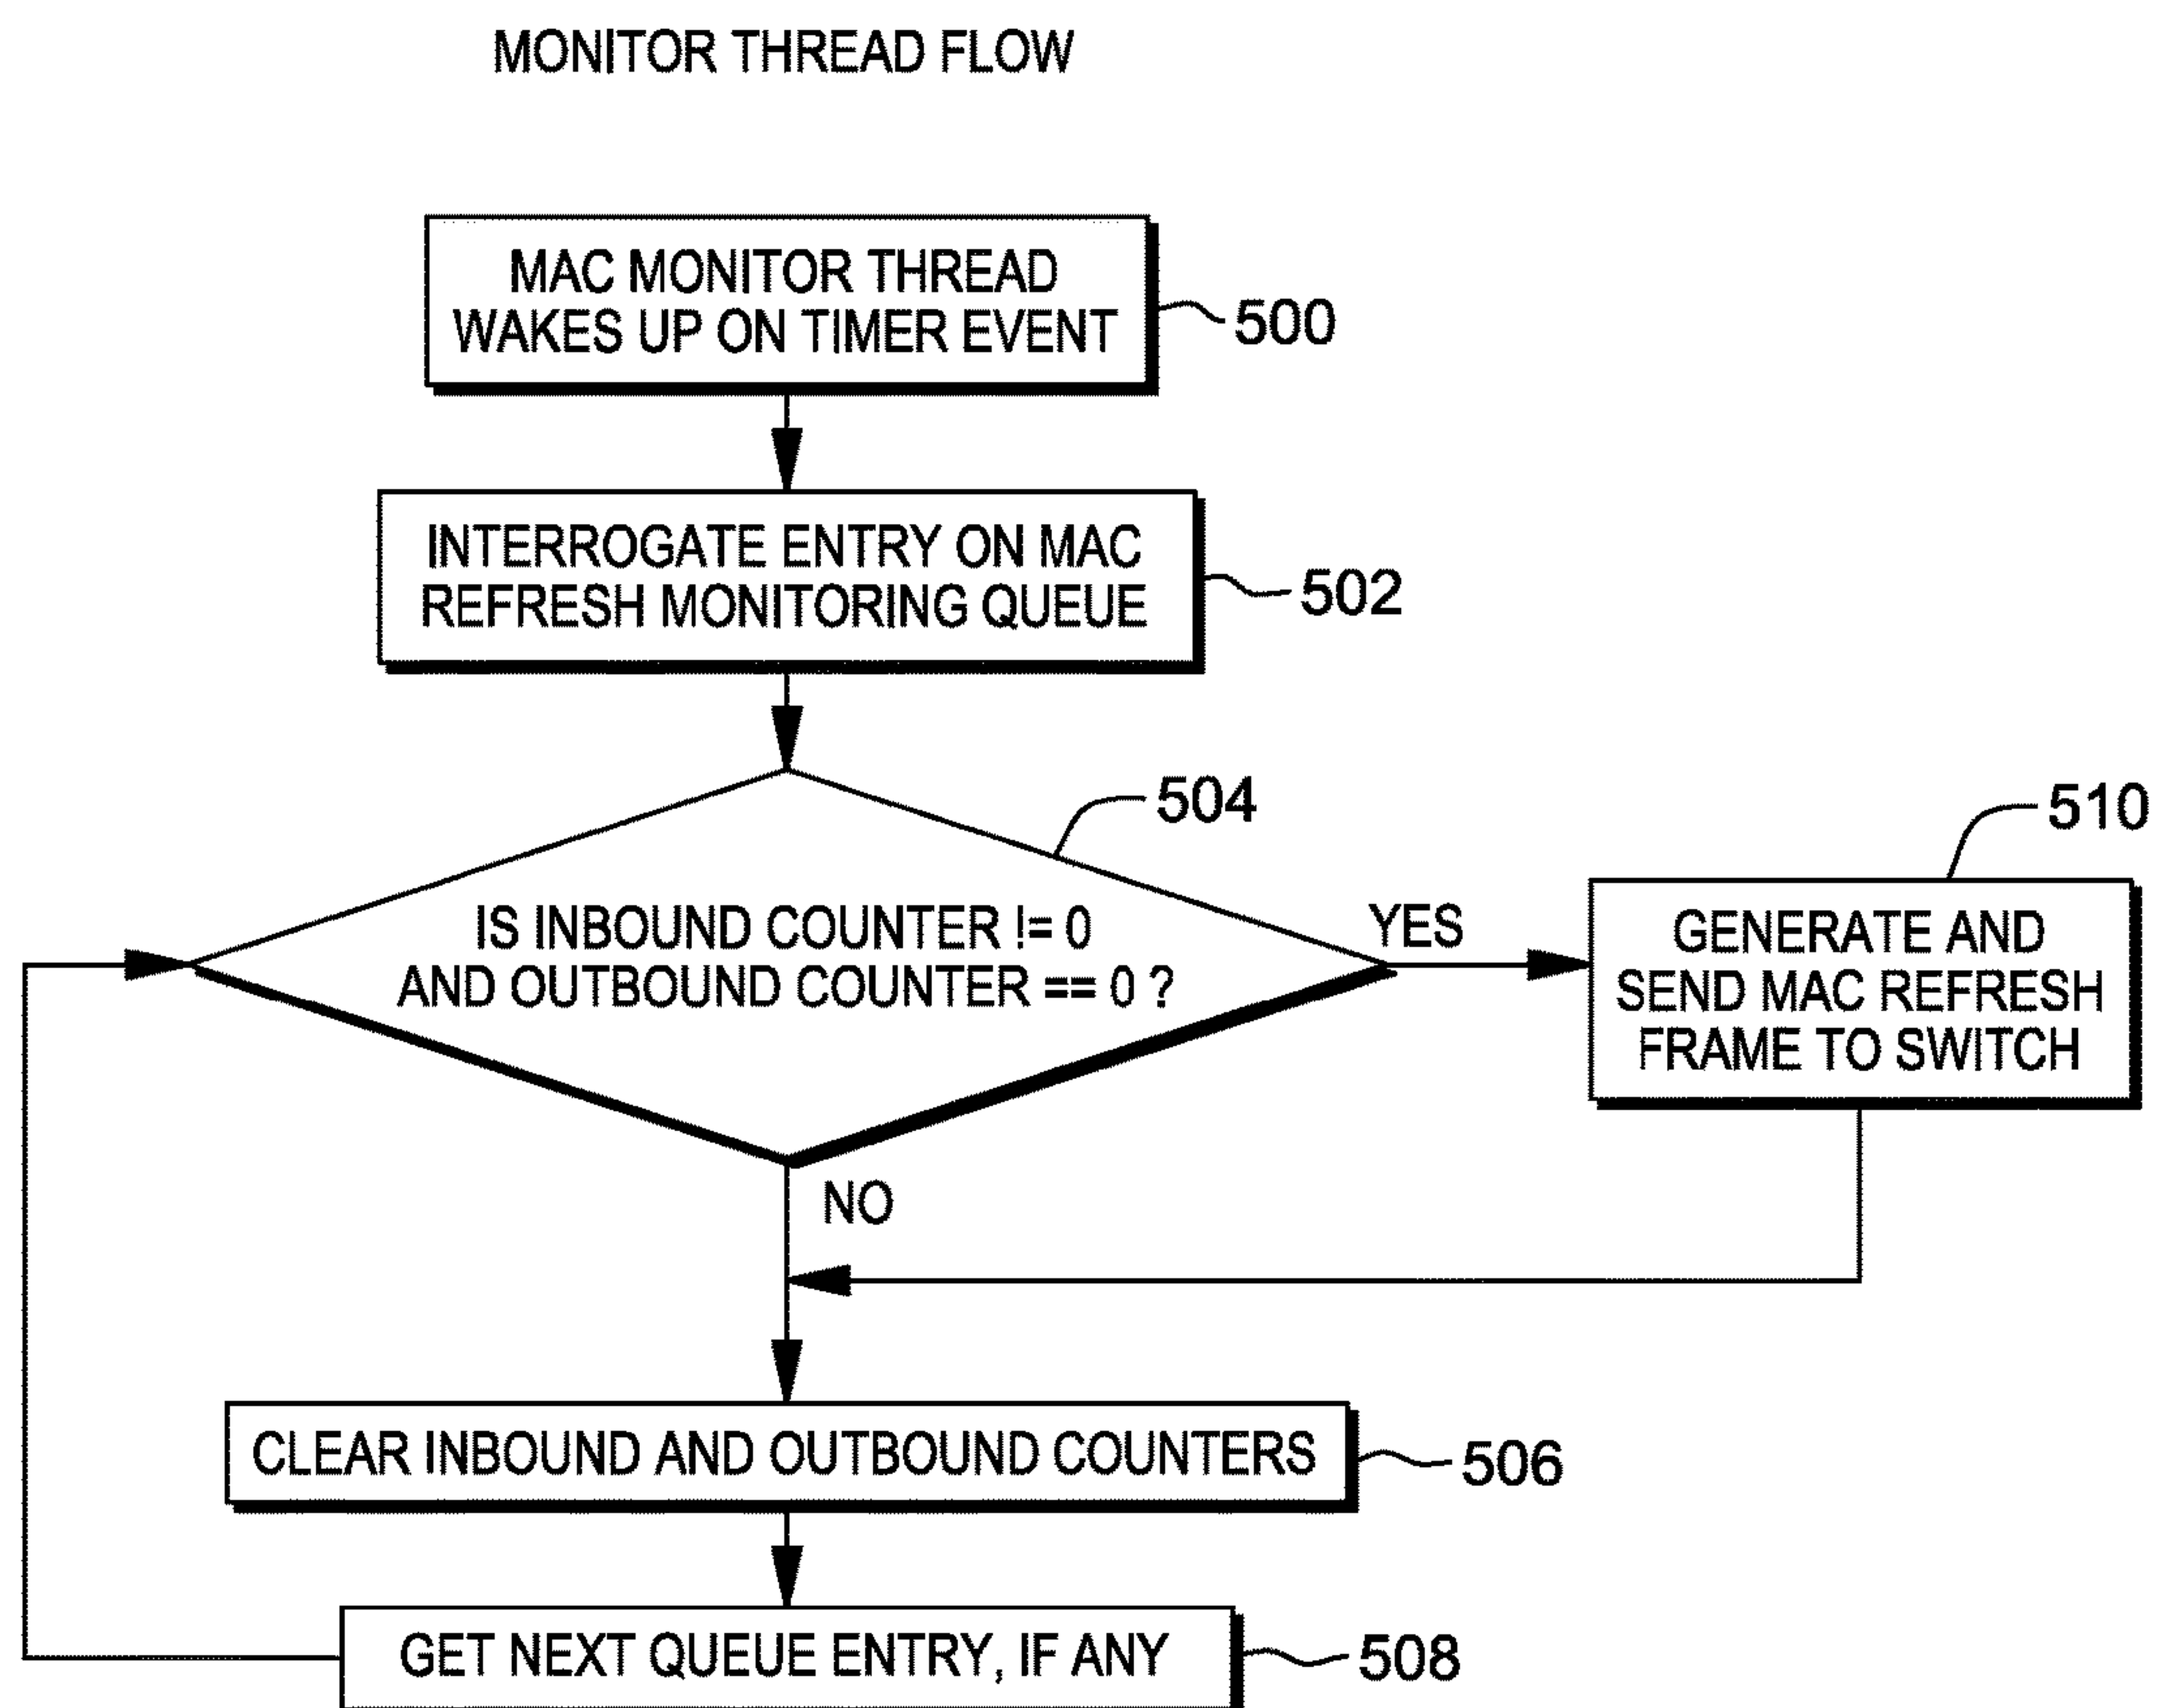 MONITOR THREAD FLOW
MAC MONITOR THREAD
WAKES UP ON TIMER EVENT
500
INTERROGATE ENTRY ON MAC
REFRESH MONITORING QUEUE
502
504
510
IS INBOUND COUNTER != 0
AND OUTBOUND COUNTER == 0 ?
YES
GENERATE AND
SEND MAC REFRESH
FRAME TO SWITCH
NO
CLEAR INBOUND AND OUTBOUND COUNTERS
506
GET NEXT QUEUE ENTRY, IF ANY
508